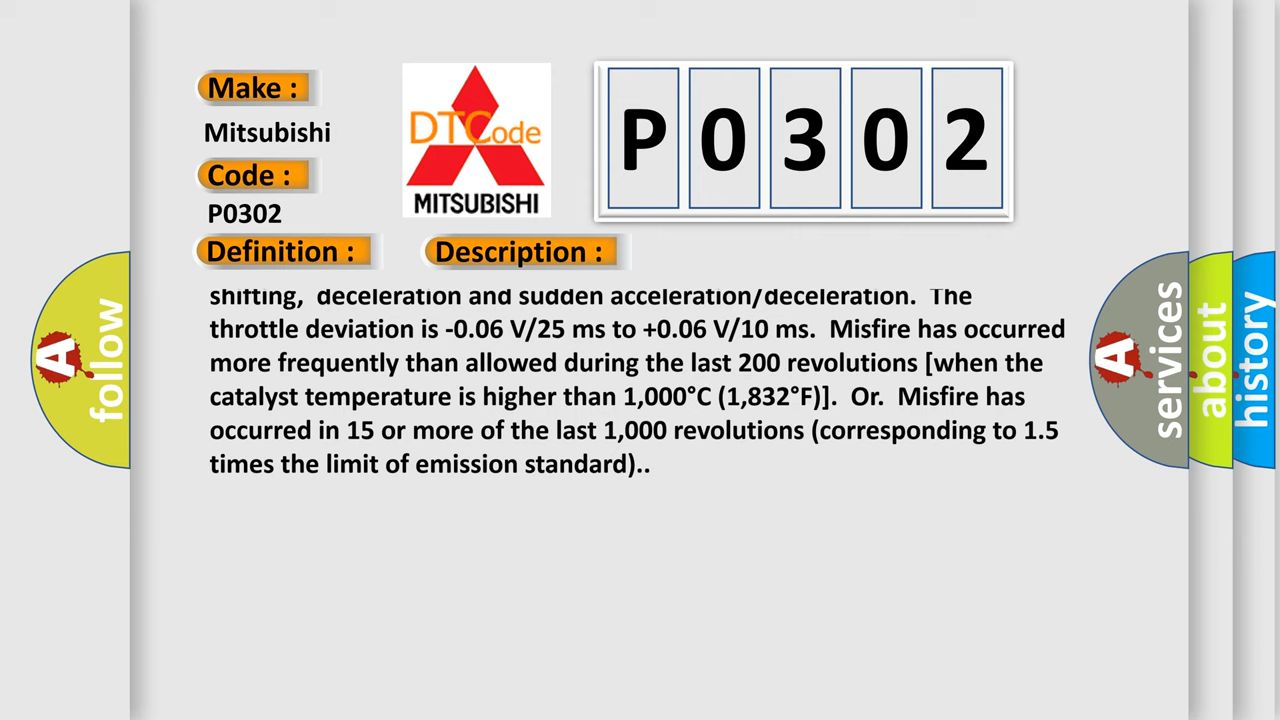 Make :
Mitsubishi
Code :
P0302
Definition :
Description :
DTCode
MITSUBISHI
P0302
shifting, deceleration and sudden acceleration/deceleration. The
throttle deviation is -0.06 V/25 ms to +0.06 V/10 ms. Misfire has occurred
more frequently than allowed during the last 200 revolutions [when the
catalyst temperature is higher than 1,000°C (1,832°F)]. Or. Misfire has
occurred in 15 or more of the last 1,000 revolutions (corresponding to 1.5
times the limit of emission standard)..
A follow
A services
about
history